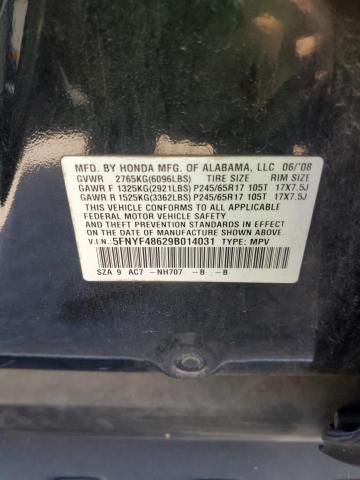 MFD. BY HONDA MFG. OF ALABAMA, LLC 06/'08
GVWR 2765KG(6096LBS) TIRE SIZE RIM SIZE
GAWR F 1325KG(2921LBS) P245/65R17 105T 17X7.5J
GAWR R 1525KG(3362LBS) P245/65R17 105T 17X7.5J
THIS VEHICLE CONFORMS TO ALL APPLICABLE
FEDERAL MOTOR VEHICLE SAFETY STANDARDS
IN EFFECT ON THE DATE OF MANUFACTURE SHOWN ABOVE.
V.I.N.: 5FNYF48629B014031 TYPE: MPV
SZA 9 AC7 -NH707 -B -B